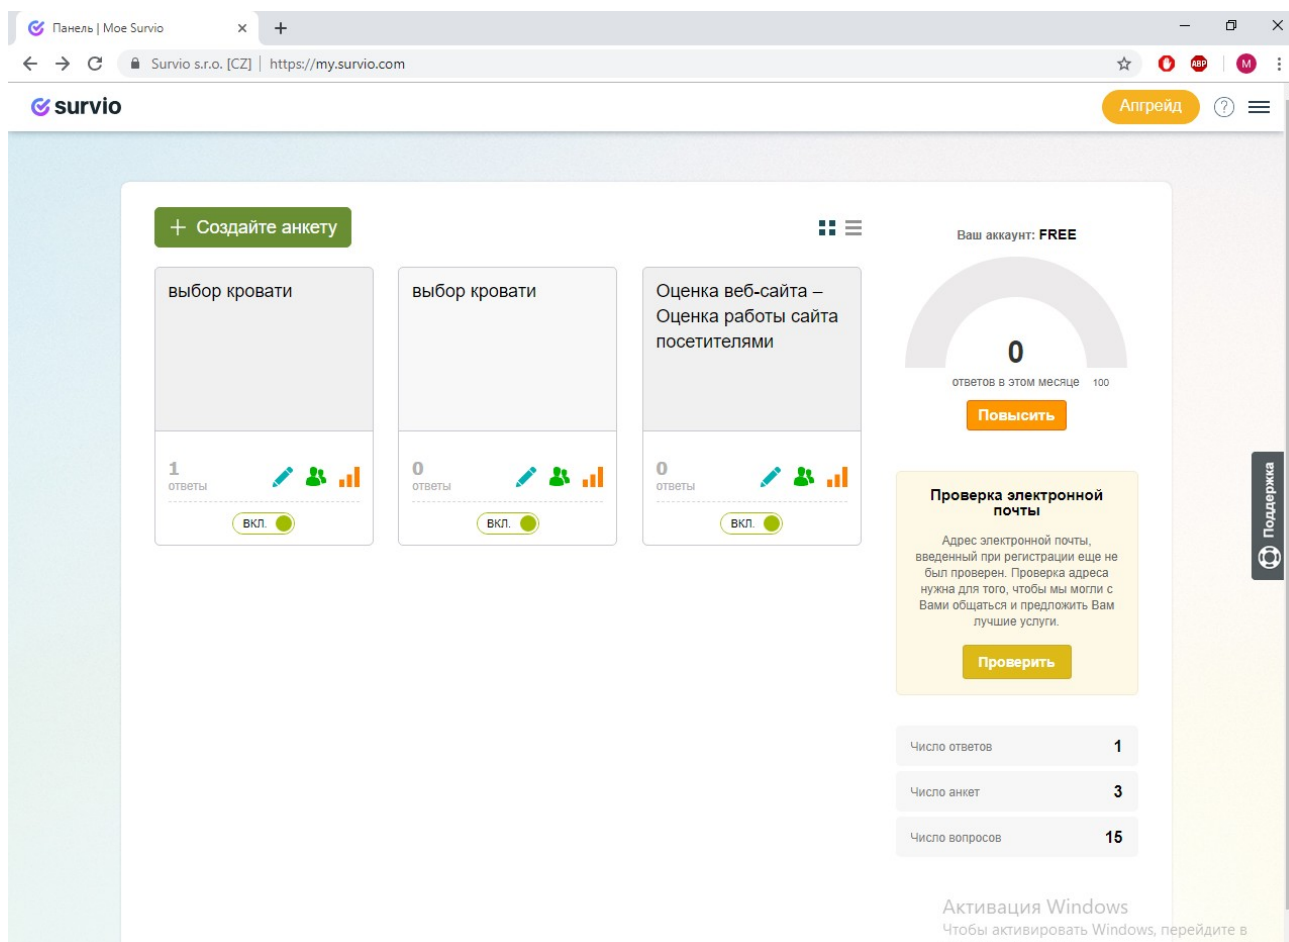 Панель | Мое Survio
Survio s.r.o. [CZ] | https://my.survio.com
ABP
M
survio
Апгрейд
?
+ Создайте анкету
Ваш аккаунт: FREE
выбор кровати
выбор кровати
Оценка веб-сайта –
Оценка работы сайта
посетителями
0
ответов в этом месяце 100
Повысить
1
ответы
вкл.
0
ответы
вкл.
0
ответы
вкл.
Поддержка
Проверка электронной
почты
Адрес электронной почты,
введенный при регистрации еще не
был проверен. Проверка адреса
нужна для того, чтобы мы могли с
Вами общаться и предложить Вам
лучшие услуги.
Проверить
Число ответов 1
Число анкет 3
Число вопросов 15
Активация Windows
Чтобы активировать Windows, перейдите в